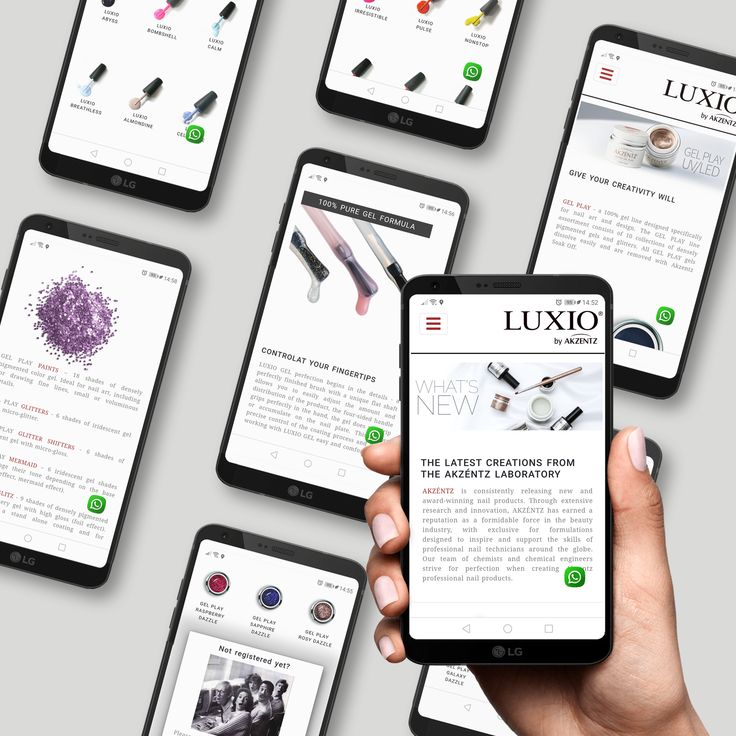 LUXIO
ABYSS
LUXIO
BOMBSHELL
LUXIO
CALM
LUXIO
BREATHLESS
LUXIO
ALMONDINE
LG
LUXIO
IRRESISTIBLE
LUXIO
PULSE
LUXIO
NONSTOP
LG
LUXIO
by AKZENTZ
GEL PLAY
UV/LED
GIVE YOUR CREATIVITY WILL
GEL PLAY - a 100% gel line designed specifically
for nail art and design. The GEL PLAY line
assortment consists of 10 collections of densely
pigmented gels and glitters. All GEL PLAY gels
dissolve easily and are removed with Akzentz
Soak Off.
14:56
100% PURE GEL FORMULA
CONTROLAT YOUR FINGERTIPS
LUXIO GEL perfection begins in the details -
perfectly finished brush with a unique flat shaft
allows you to easily adjust the amount and
distribution of the product, the four-sided handle
grips perfectly in the hand, the gel does
or accumulate on the nail plate. This
precise control of the coating process and
working with LUXIO GEL easy and comfo
LG
14:58
GEL PLAY PAINTS - 18 shades of densely
pigmented color gel. Ideal for nail art, including
or drawing fine lines, small or voluminous
etails.
PLAY GLITTERS - 6 shades of iridescent gel
micro-glitter.
PLAY GLITTER SHIFTERS - 6 shades of
ent gel with micro-gloss.
PLAY MERMAID - 6 iridescent gel shades
ange their tone depending on the base
effect, mermaid effect).
LITZ - 9 shades of densely pigmented
very gel with high gloss (foil effect).
a stand alone coating and for
LG
14:52
LUXIO®
by AKZENTZ
WHAT'S
NEW
THE LATEST CREATIONS FROM
THE AKZÉNTZ LABORATORY
AKZÉNTZ is consistently releasing new and
award-winning nail products. Through extensive
research and innovation, AKZÉNTZ has earned a
reputation as a formidable force in the beauty
industry, with exclusive for formulations
designed to inspire and support the skills of
professional nail technicians around the globe.
Our team of chemists and chemical engineers
strive for perfection when creating ntz
professional nail products.
LG
14:55
GEL PLAY
RASPBERRY
DAZZLE
GEL PLAY
SAPPHIRE
DAZZLE
GEL PLAY
ROSY DAZZLE
Not registered yet?
Please
GEL PLAY
GALAXY
DAZZLE